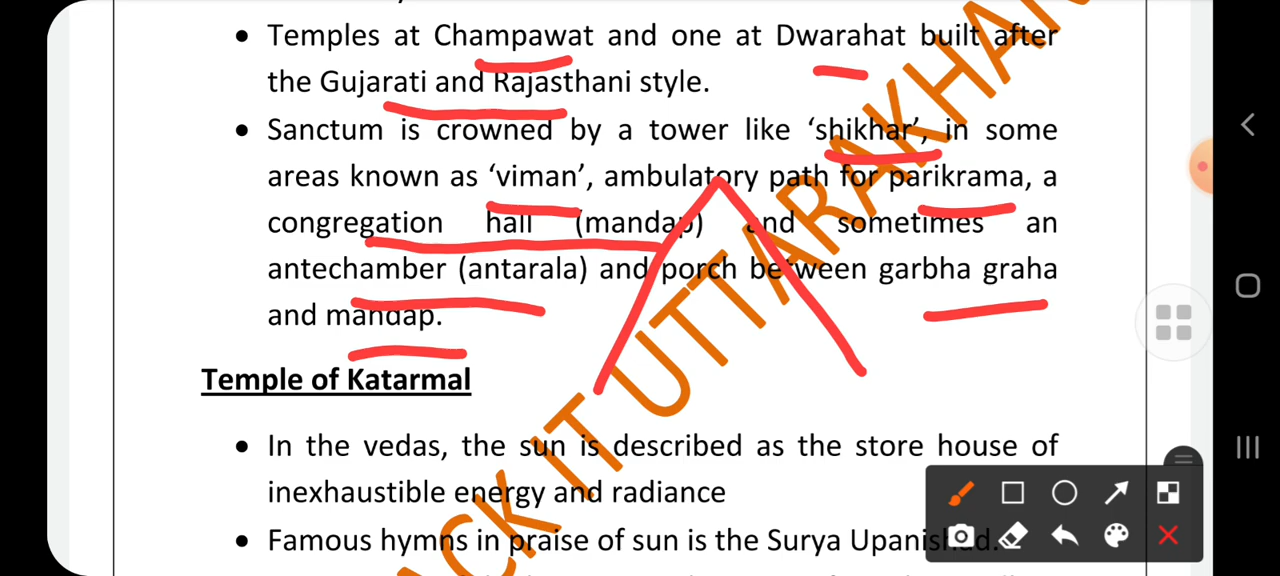 • Temples at Champawat and one at Dwarahat built after
the Gujarati and Rajasthani style.
• Sanctum is crowned by a tower like ‘shikhar’, in some
areas known as ‘viman’, ambulatory path for parikrama, a
congregation hall (mandap) and sometimes an
antechamber (antarala) and porch between garbha graha
and mandap.
Temple of Katarmal
• In the vedas, the sun is described as the store house of
inexhaustible energy and radiance
• Famous hymns in praise of sun is the Surya Upanishad.
ACK IT UTTARAKHAN